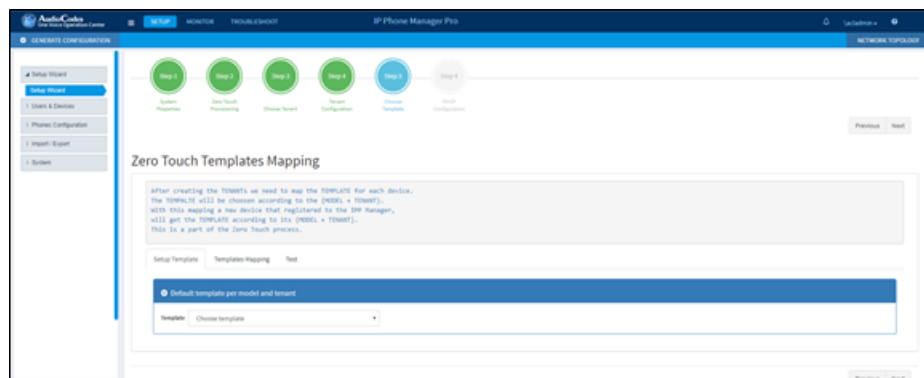 AudioCodes
One Voice Operation Center
SETUP
MONITOR
TROUBLESHOOT
IP Phone Manager Pro
\acladmin
GENERATE CONFIGURATION
NETWORK TOPOLOGY
Setup Wizard
Setup Wizard
Users & Devices
Phones Configuration
Import / Export
System
Step 1
Step 2
Step 3
Step 4
Step 5
Step 6
System Properties
Zero Touch Provisioning
Choose Tenant
Tenant Configuration
Choose Template
DHCP Configuration
Previous
Next
Zero Touch Templates Mapping
After creating the TENANTs we need to map the TEMPLATE for each device.
The TEMPALTE will be choosen according to the (MODEL + TENANT).
With this mapping a new device that registered to the IPP Manager,
will get the TEMPLATE according to its (MODEL + TENANT).
This is a part of the Zero Touch process.
Setup Template
Templates Mapping
Test
Default template per model and tenant
Template
Choose template
Previous
Next